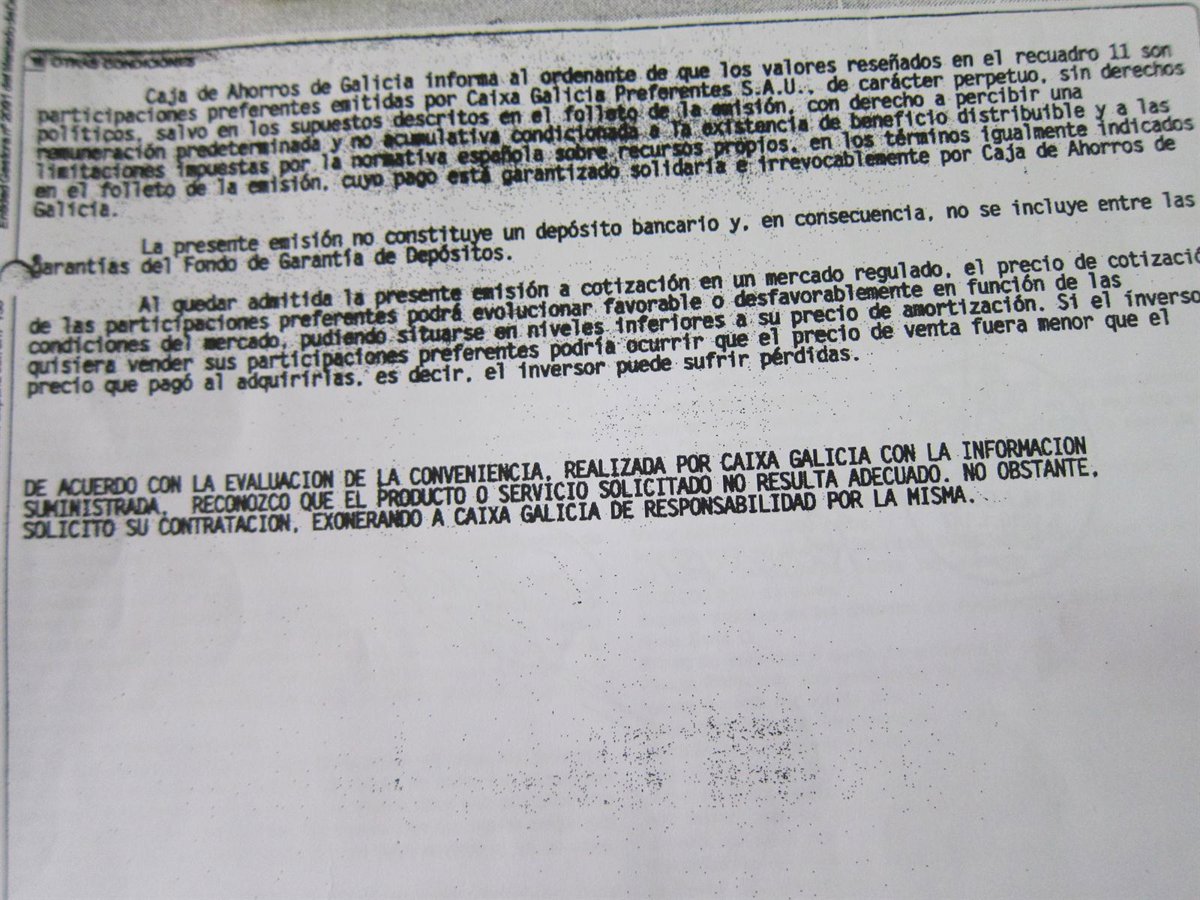 OTRAS CONDICIONES
Caja de Ahorros de Galicia informa al ordenante de que los valores reseñados en el recuadro 11 son
participaciones preferentes emitidas por Caixa Galicia Preferentes S.A.U., de carácter perpetuo, sin derechos
políticos, salvo en los supuestos descritos en el folleto de la emisión, con derecho a percibir una
remuneración predeterminada y no acumulativa condicionada a la existencia de beneficio distribuible y a las
limitaciones impuestas por la normativa española sobre recursos propios, en los términos igualmente indicados
en el folleto de la emisión, cuyo pago está garantizado solidaria e irrevocablemente por Caja de Ahorros de
Galicia.
La presente emisión no constituye un depósito bancario y, en consecuencia, no se incluye entre las
garantías del Fondo de Garantía de Depósitos.
Al quedar admitida la presente emisión a cotización en un mercado regulado, el precio de cotizació
de las participaciones preferentes podrá evolucionar favorable o desfavorablemente en función de las
condiciones del mercado, pudiendo situarse en niveles inferiores a su precio de amortización. Si el inverso
quisiera vender sus participaciones preferentes podría ocurrir que el precio de venta fuera menor que el
precio que pagó al adquirirlas, es decir, el inversor puede sufrir pérdidas.
DE ACUERDO CON LA EVALUACION DE LA CONVENIENCIA, REALIZADA POR CAIXA GALICIA CON LA INFORMACION
SUMINISTRADA, RECONOZCO QUE EL PRODUCTO O SERVICIO SOLICITADO NO RESULTA ADECUADO. NO OBSTANTE,
SOLICITO SU CONTRATACION, EXONERANDO A CAIXA GALICIA DE RESPONSABILIDAD POR LA MISMA.